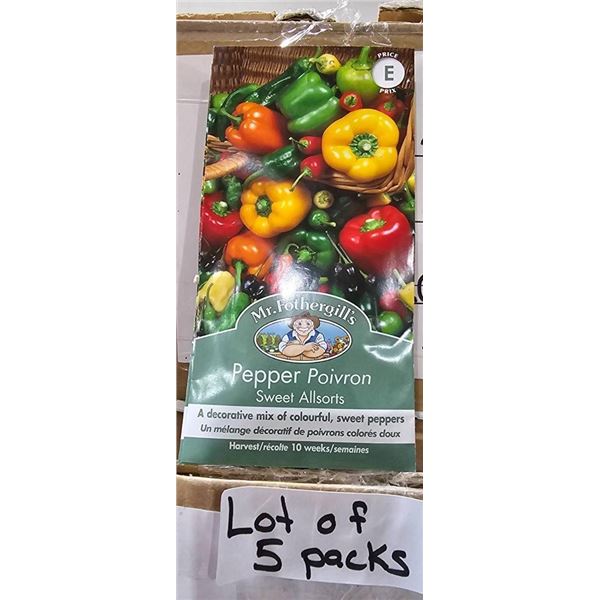 PRICE
E
PRIX
Mr. Fothergill's
Pepper Poivron
Sweet Allsorts
A decorative mix of colourful, sweet peppers
Un mélange décoratif de poivrons colorés doux
Harvest/récolte 10 weeks/semaines
Lot of
5 packs